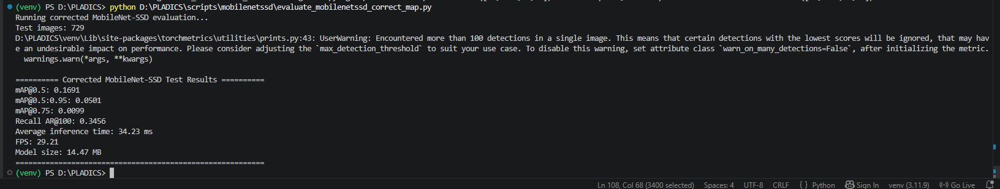 (venv) PS D:\PLADICS> python D:\PLADICS\scripts\mobilenetssd\evaluate_mobilenetssd_correct_map.py
Running corrected MobileNet-SSD evaluation...
Test images: 729
D:\PLADICS\venv\Lib\site-packages\torchmetrics\utilities\prints.py:43: UserWarning: Encountered more than 100 detections in a single image. This means that certain detections with the lowest scores will be ignored, that may hav
e an undesirable impact on performance. Please consider adjusting the `max_detection_threshold` to suit your use case. To disable this warning, set attribute class `warn_on_many_detections=False`, after initializing the metric.
  warnings.warn(*args, **kwargs)

========== Corrected MobileNet-SSD Test Results ==========
mAP@0.5: 0.1691
mAP@0.5:0.95: 0.0501
mAP@0.75: 0.0099
Recall AR@100: 0.3456
Average inference time: 34.23 ms
FPS: 29.21
Model size: 14.47 MB
==========================================================
(venv) PS D:\PLADICS>
Ln 108, Col 68 (3400 selected) Spaces: 4 UTF-8 CRLF { } Python Sign In venv (3.11.9) Go Live